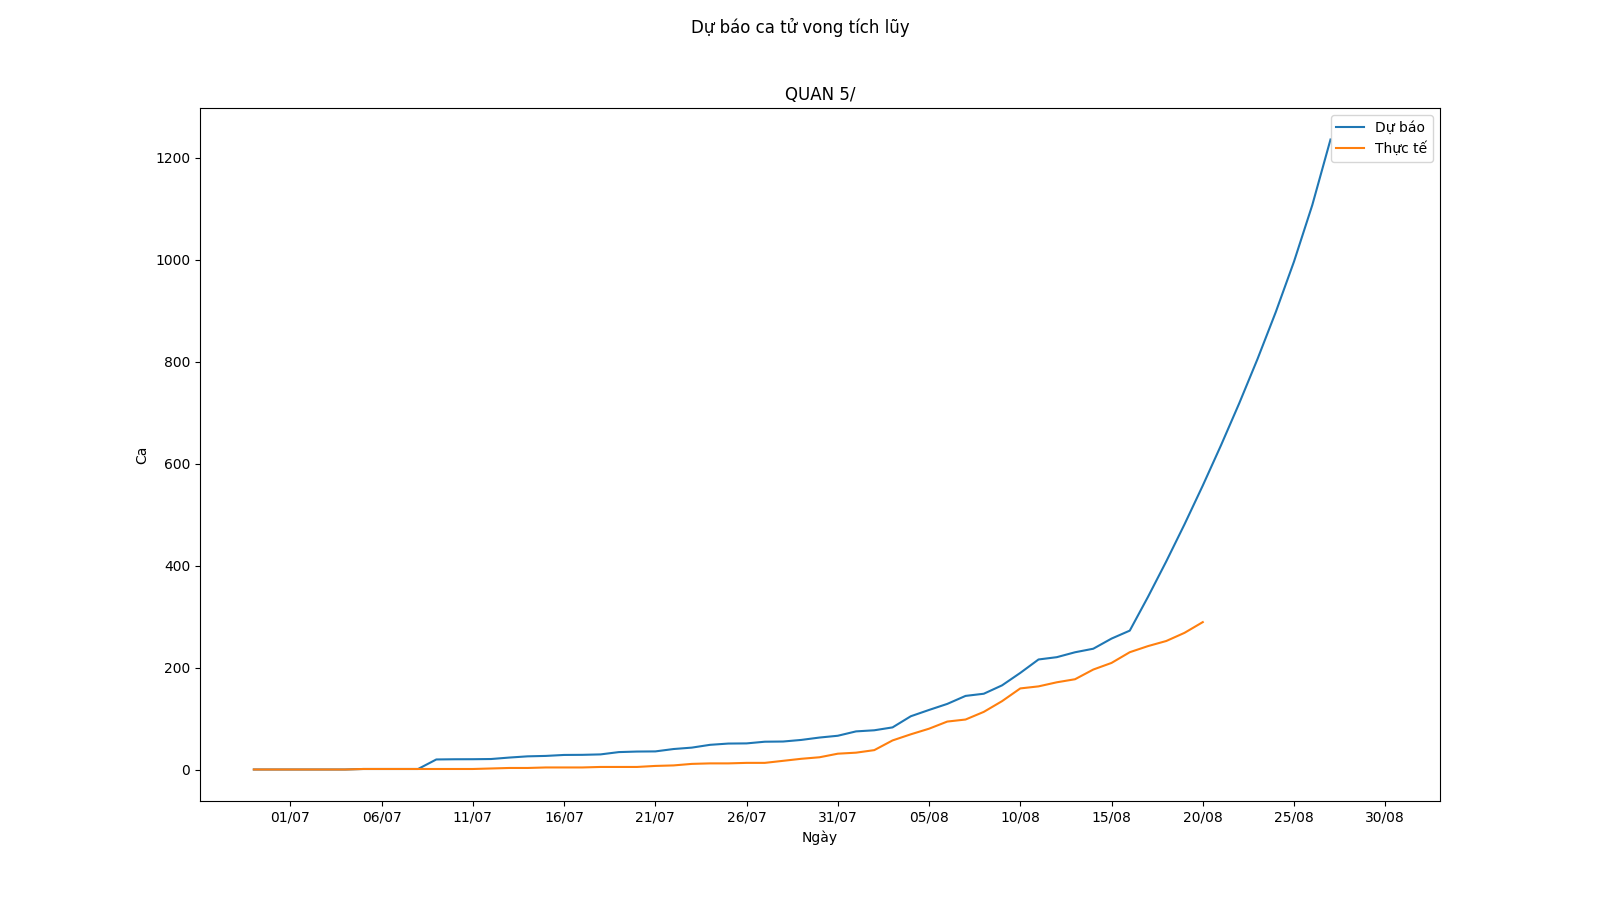 Dự báo ca tử vong tích lũy
QUAN 5/
Dự báo
Thực tế
1200
1000
800
600
400
200
0
Ca
01/07 06/07 11/07 16/07 21/07 26/07 31/07 05/08 10/08 15/08 20/08 25/08 30/08
Ngày